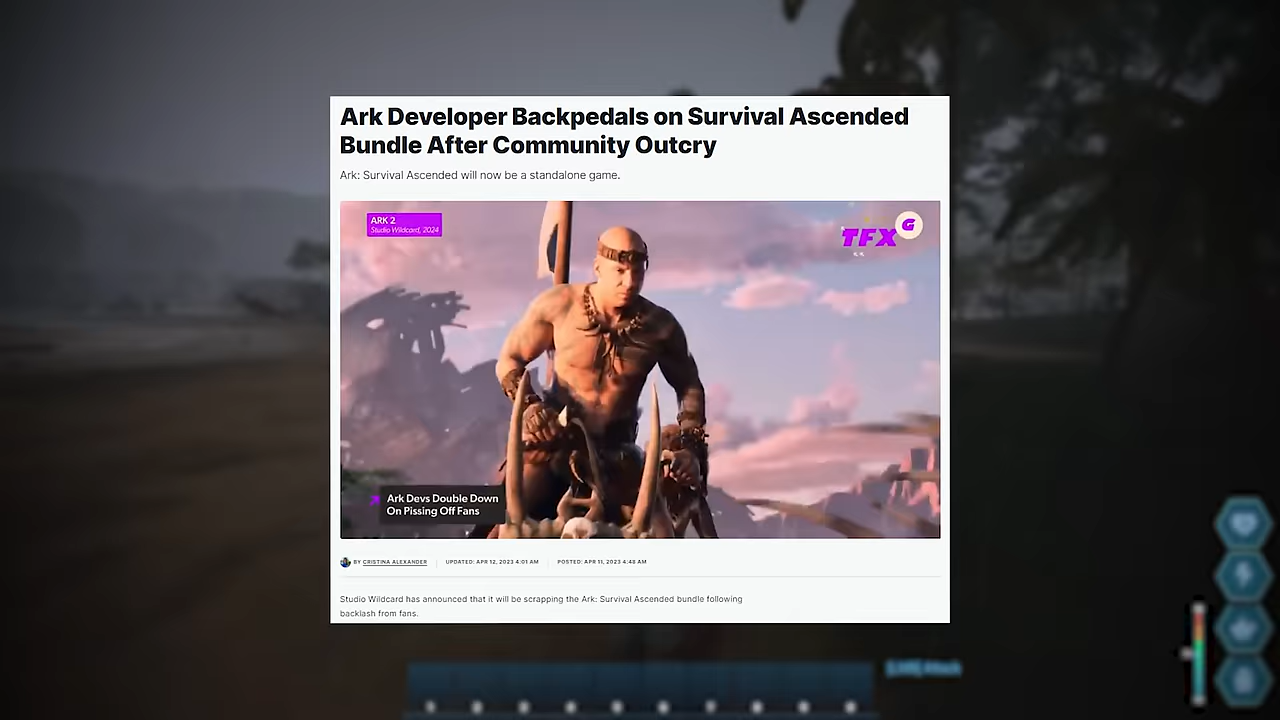 Ark Developer Backpedals on Survival Ascended
Bundle After Community Outcry
Ark: Survival Ascended will now be a standalone game.
ARK 2
Studio Wildcard, 2024
G
TFX
Ark Devs Double Down
On Pissing Off Fans
BY CRISTINA ALEXANDER UPDATED: APR 12, 2023 4:01 AM POSTED: APR 11, 2023 4:48 AM
Studio Wildcard has announced that it will be scrapping the Ark: Survival Ascended bundle following
backlash from fans.